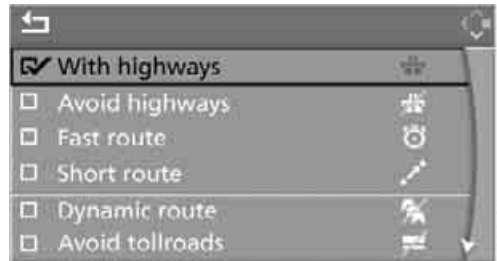 With highways
Avoid highways
Fast route
Short route
Dynamic route
Avoid tollroads